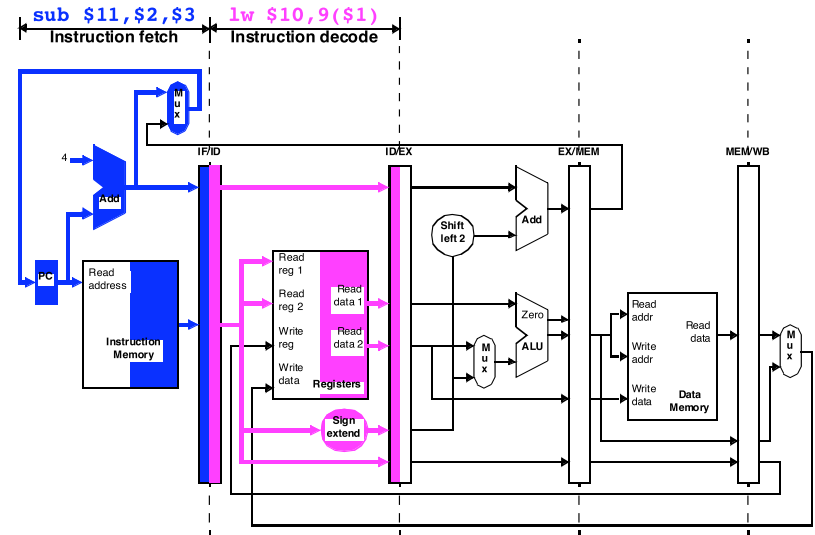 sub $11,$2,$3
lw $10,9($1)
Instruction fetch
Instruction decode
M
u
x
IF/ID
ID/EX
EX/MEM
MEM/WB
4
Add
Add
Shift
left 2
PC
Read
address
Instruction
Memory
Read
reg 1
Read
reg 2
Write
reg
Write
data
Read
data 1
Read
data 2
Registers
Sign
extend
M
u
x
Zero
ALU
Read
addr
Write
addr
Write
data
Read
data
Data
Memory
M
u
x